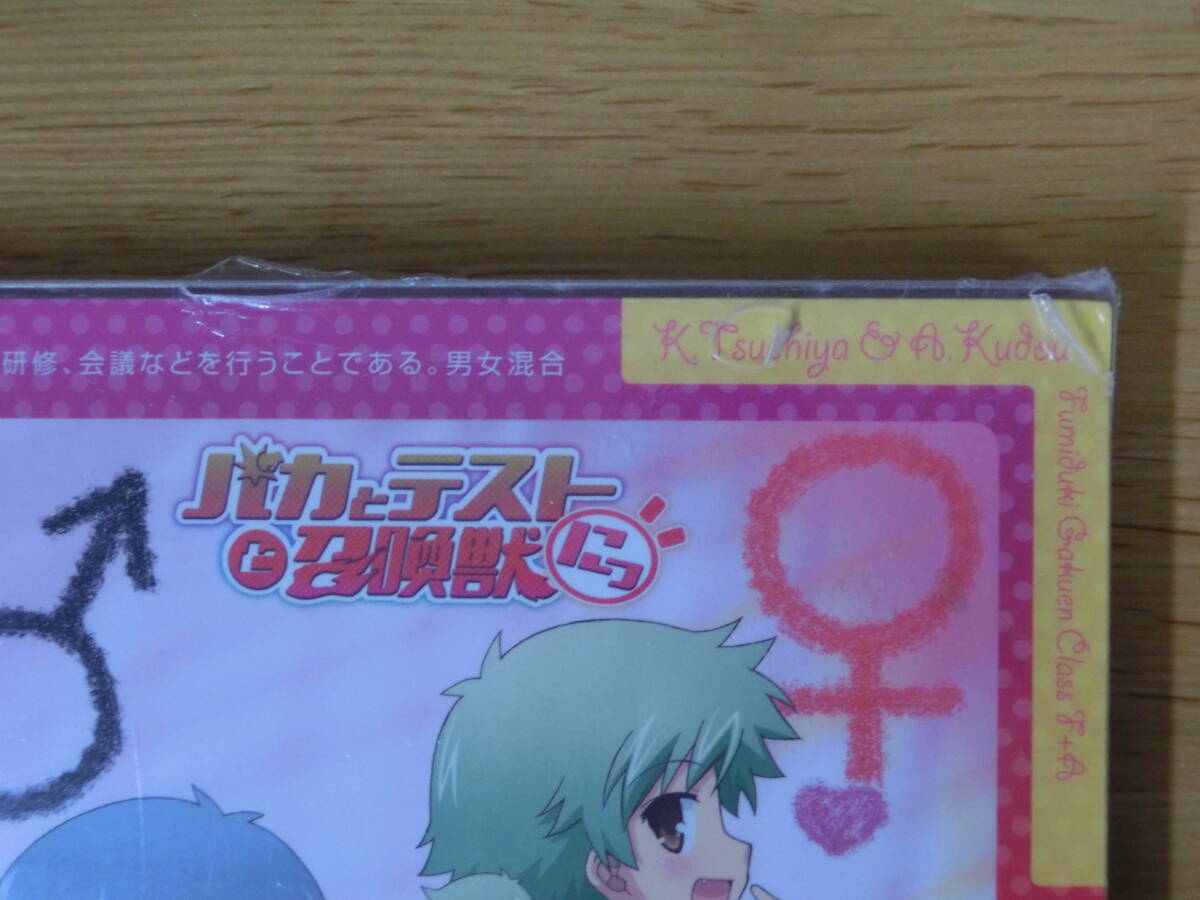 研修、会議などを行うことである。男女混合
K. Tsuchiya & A. Kudou
Fumiduki Gakuen Class F+A
バカとテスト
と召喚獣にっ